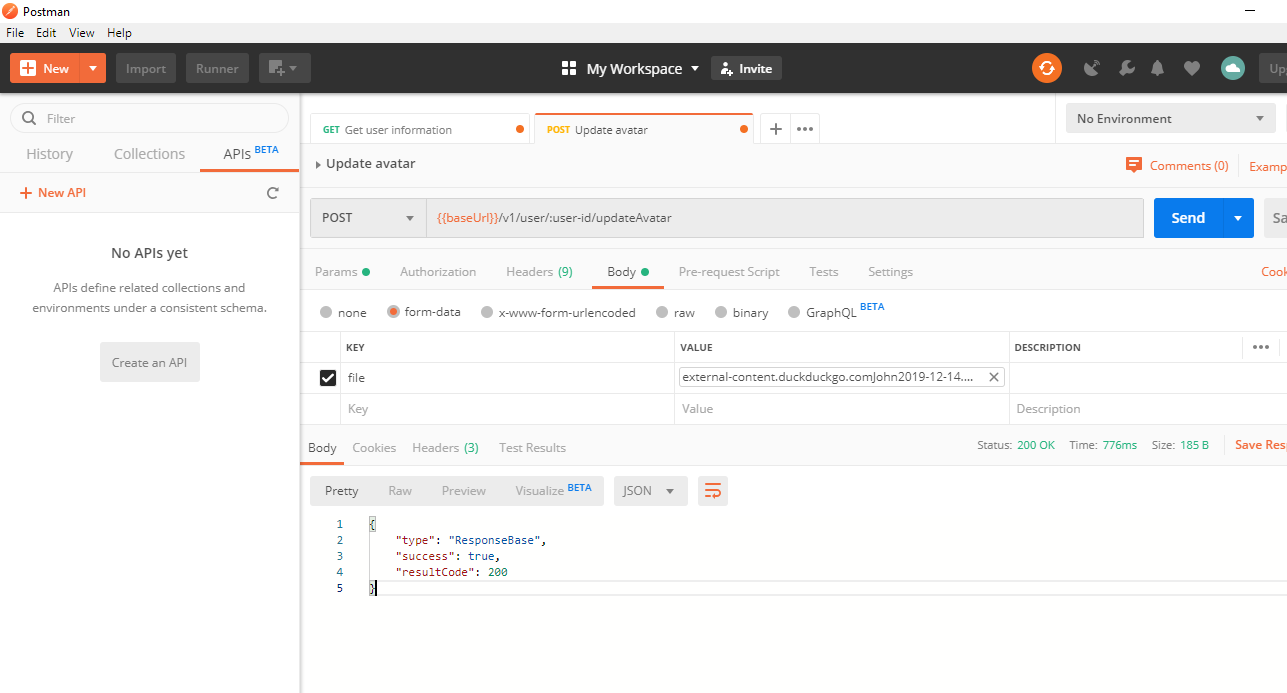 Postman
File Edit View Help
New Import Runner My Workspace Invite
Filter
History Collections APIs BETA
+ New API
No APIs yet
APIs define related collections and
environments under a consistent schema.
Create an API
GET Get user information POST Update avatar + ••• No Environment
Update avatar Comments (0)
POST {{baseUrl}}/v1/user/:user-id/updateAvatar Send
Params Authorization Headers (9) Body Pre-request Script Tests Settings
none form-data x-www-form-urlencoded raw binary GraphQL BETA
KEY VALUE DESCRIPTION •••
file external-content.duckduckgo.comJohn2019-12-14....
Key Value Description
Body Cookies Headers (3) Test Results Status: 200 OK Time: 776ms Size: 185 B Save
Pretty Raw Preview Visualize BETA JSON
1 {
2 "type": "ResponseBase",
3 "success": true,
4 "resultCode": 200
5 }